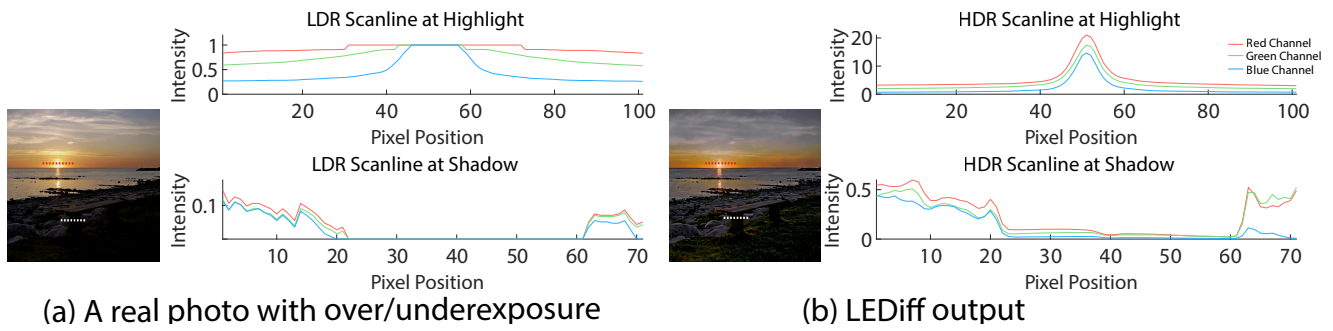 LDR Scanline at Highlight
Intensity
1
0.5
0
20
40
60
80
100
Pixel Position
LDR Scanline at Shadow
Intensity
0.1
10
20
30
40
50
60
70
Pixel Position
(a) A real photo with over/underexposure
HDR Scanline at Highlight
Intensity
20
10
0
20
40
60
80
100
Pixel Position
Red Channel
Green Channel
Blue Channel
HDR Scanline at Shadow
Intensity
0.5
0
10
20
30
40
50
60
70
Pixel Position
(b) LEDiff output